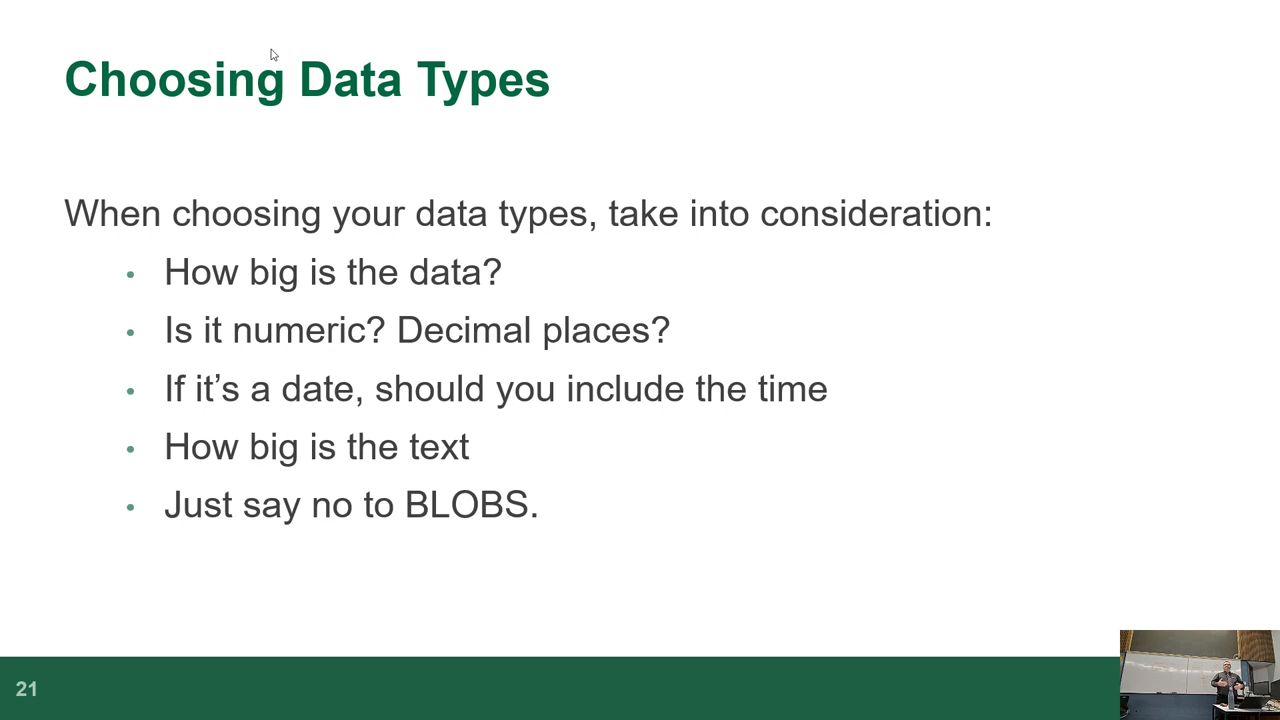 Choosing Data Types
When choosing your data types, take into consideration:
• How big is the data?
• Is it numeric? Decimal places?
• If it’s a date, should you include the time
• How big is the text
• Just say no to BLOBS.
21